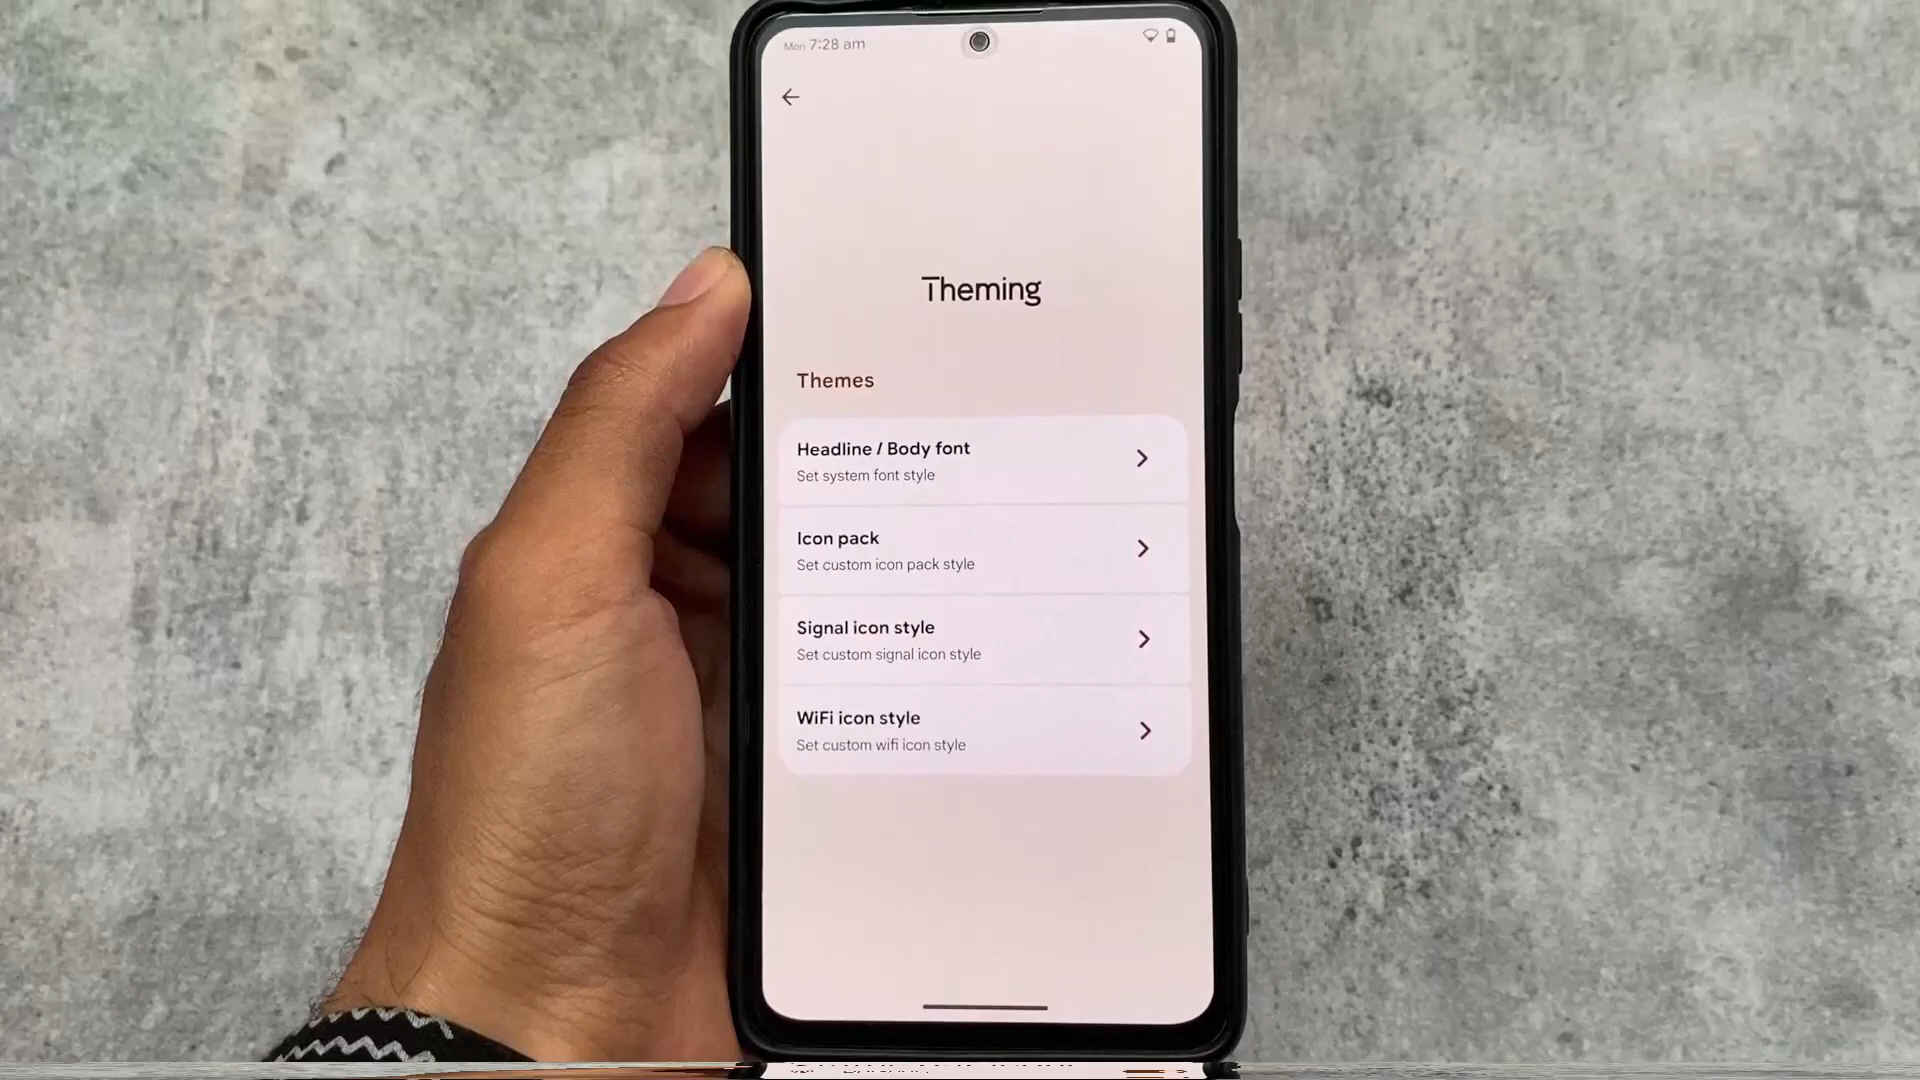 Mon 7:28 am
Theming
Themes
Headline / Body font
Set system font style
Icon pack
Set custom icon pack style
Signal icon style
Set custom signal icon style
WiFi icon style
Set custom wifi icon style